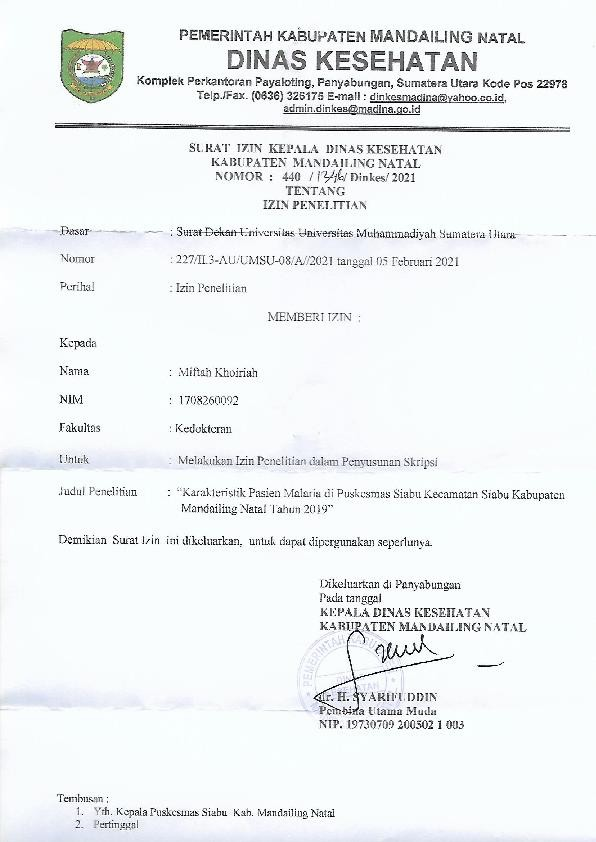 PEMERINTAH KABUPATEN MANDAILING NATAL
DINAS KESEHATAN
Komplek Perkantoran Payaloting, Panyabungan, Sumatera Utara Kode Pos 22978
Telp./Fax. (0636) 326175 E-mail : dinkesmadina@yahoo.co.id,
admin.dinkes@madina.go.id
SURAT IZIN KEPALA DINAS KESEHATAN
KABUPATEN MANDAILING NATAL
NOMOR : 440 /1346/ Dinkes/ 2021
TENTANG
IZIN PENELITIAN
Dasar : Surat Dekan Universitas Universitas Muhammadiyah Sumatera Utara
Nomor : 227/II.3-AU/UMSU-08/A//2021 tanggal 05 Februari 2021
Perihal : Izin Penelitian
MEMBERI IZIN :
Kepada
Nama : Miftah Khoiriah
NIM : 1708260092
Fakultas : Kedokteran
Untuk : Melakukan Izin Penelitian dalam Penyusunan Skripsi
Judul Penelitian : “Karakteristik Pasien Malaria di Puskesmas Siabu Kecamatan Siabu Kabupaten
Mandailing Natal Tahun 2019”
Demikian Surat Izin ini dikeluarkan, untuk dapat dipergunakan seperlunya.
Dikeluarkan di Panyabungan
Pada tanggal
KEPALA DINAS KESEHATAN
KABUPATEN MANDAILING NATAL
dr. H. SYARIFUDDIN
Pembina Utama Muda
NIP. 19730709 200502 1 003
Tembusan :
1. Yth. Kepala Puskesmas Siabu Kab. Mandailing Natal
2. Pertinggal